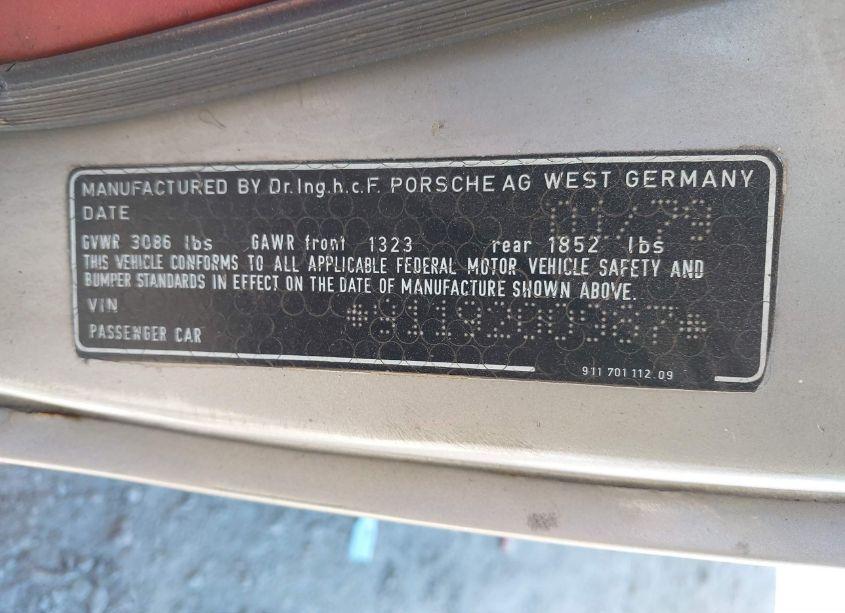 MANUFACTURED BY Dr.Ing.h.c.F. PORSCHE AG WEST GERMANY
DATE 01/79
GVWR 3086 lbs GAWR front 1323 rear 1852 lbs
THIS VEHICLE CONFORMS TO ALL APPLICABLE FEDERAL MOTOR VEHICLE SAFETY AND
BUMPER STANDARDS IN EFFECT ON THE DATE OF MANUFACTURE SHOWN ABOVE.
VIN
PASSENGER CAR
911 701 112.09